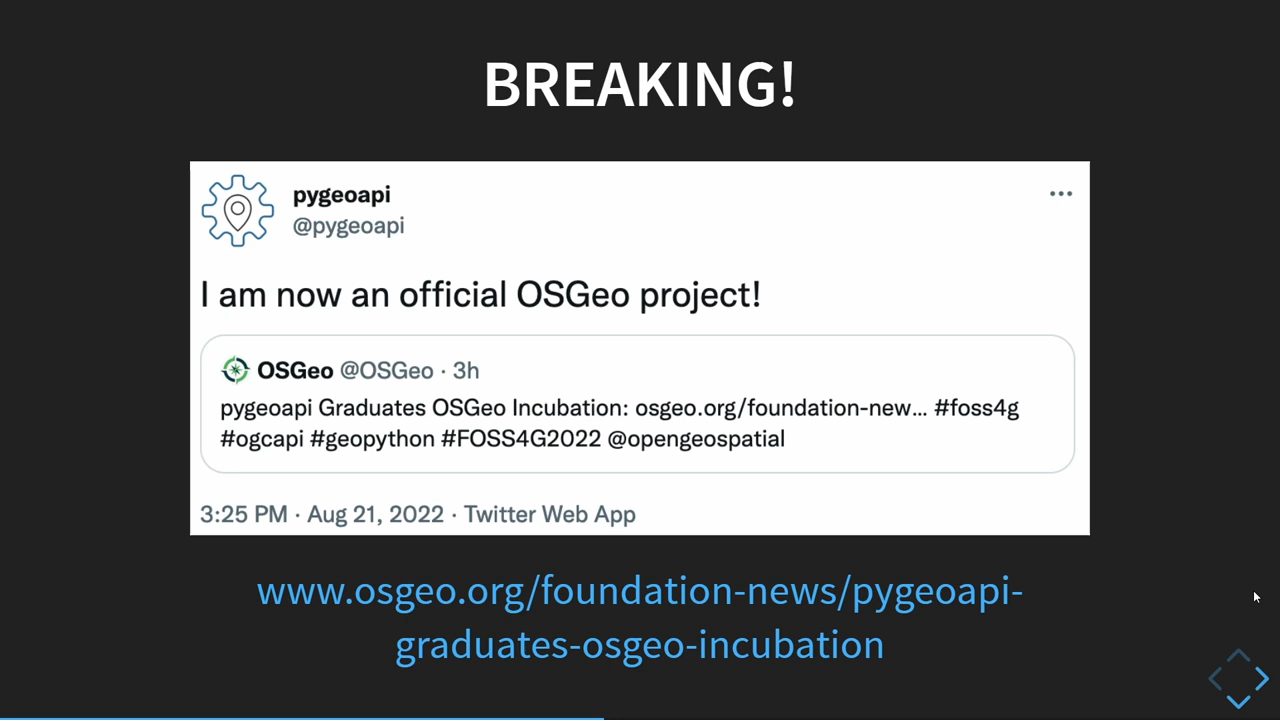 BREAKING!
pygeoapi
@pygeoapi
I am now an official OSGeo project!
OSGeo @OSGeo · 3h
pygeoapi Graduates OSGeo Incubation: osgeo.org/foundation-new… #foss4g
#ogcapi #geopython #FOSS4G2022 @opengeospatial
3:25 PM · Aug 21, 2022 · Twitter Web App
www.osgeo.org/foundation-news/pygeoapi-
graduates-osgeo-incubation